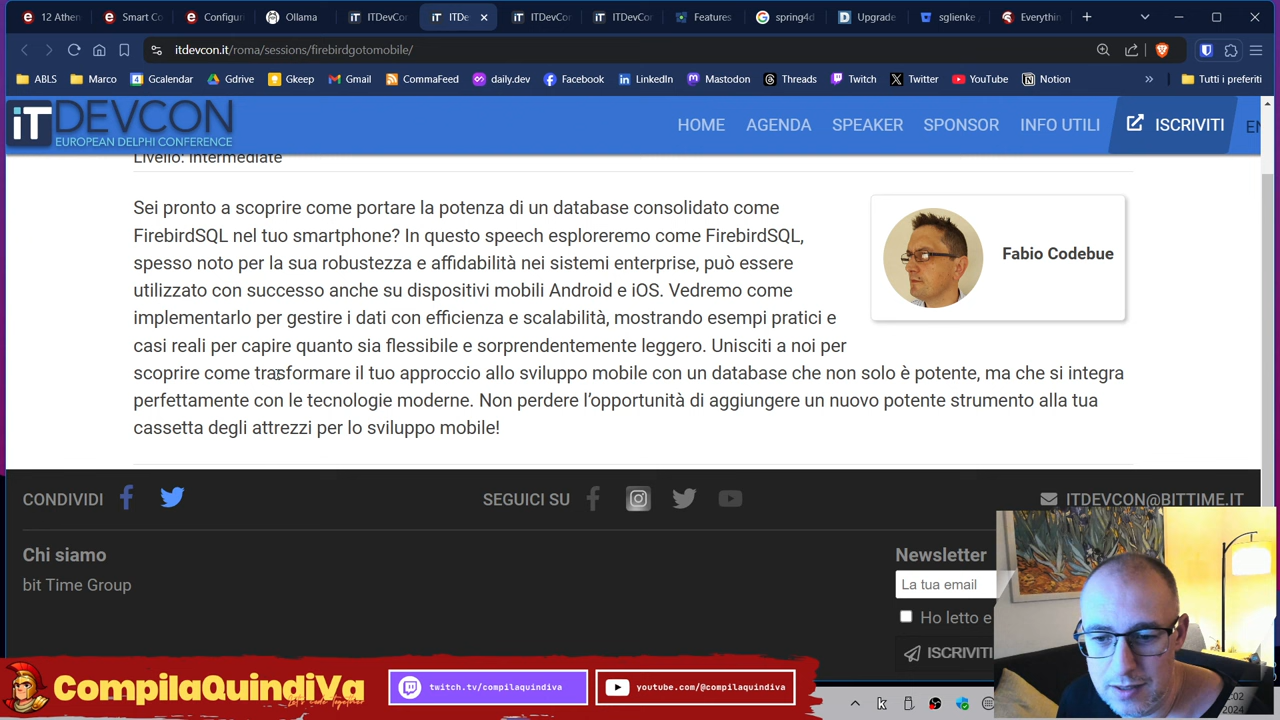 12 Athen
Smart Co
Configur
Ollama
ITDevCor
ITDe
ITDevCor
ITDevCor
Features
spring4d
Upgrade
sglienke
Everythin
itdevcon.it/roma/sessions/firebirdgotomobile/
ABLS
Marco
Gcalendar
Gdrive
Gkeep
Gmail
CommaFeed
daily.dev
Facebook
LinkedIn
Mastodon
Threads
Twitch
Twitter
YouTube
Notion
Tutti i preferiti
iTDEVCON
EUROPEAN DELPHI CONFERENCE
HOME
AGENDA
SPEAKER
SPONSOR
INFO UTILI
ISCRIVITI
EN
Livello: Intermediate
Sei pronto a scoprire come portare la potenza di un database consolidato come
FirebirdSQL nel tuo smartphone? In questo speech esploreremo come FirebirdSQL,
spesso noto per la sua robustezza e affidabilità nei sistemi enterprise, può essere
utilizzato con successo anche su dispositivi mobili Android e iOS. Vedremo come
implementarlo per gestire i dati con efficienza e scalabilità, mostrando esempi pratici e
casi reali per capire quanto sia flessibile e sorprendentemente leggero. Unisciti a noi per
scoprire come trasformare il tuo approccio allo sviluppo mobile con un database che non solo è potente, ma che si integra
perfettamente con le tecnologie moderne. Non perdere l'opportunità di aggiungere un nuovo potente strumento alla tua
cassetta degli attrezzi per lo sviluppo mobile!
Fabio Codebue
CONDIVIDI
SEGUICI SU
ITDEVCON@BITTIME.IT
Chi siamo
bit Time Group
Newsletter
La tua email
Ho letto e
ISCRIVITI
CompilaQuindiVa
Let's code Together
twitch.tv/compilaquindiva
youtube.com/@compilaquindiva
:02
2024